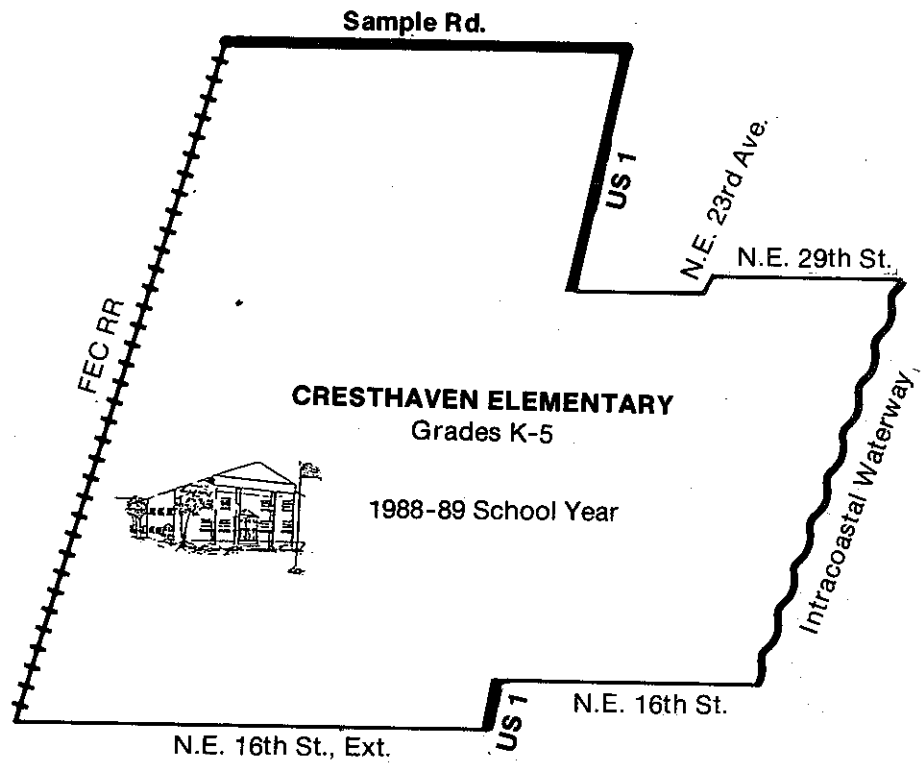 Sample Rd.
US 1
N.E. 23rd Ave.
N.E. 29th St.
FEC RR
CRESTHAVEN ELEMENTARY
Grades K-5
1988-89 School Year
Intracoastal Waterway
N.E. 16th St.
US 1
N.E. 16th St., Ext.